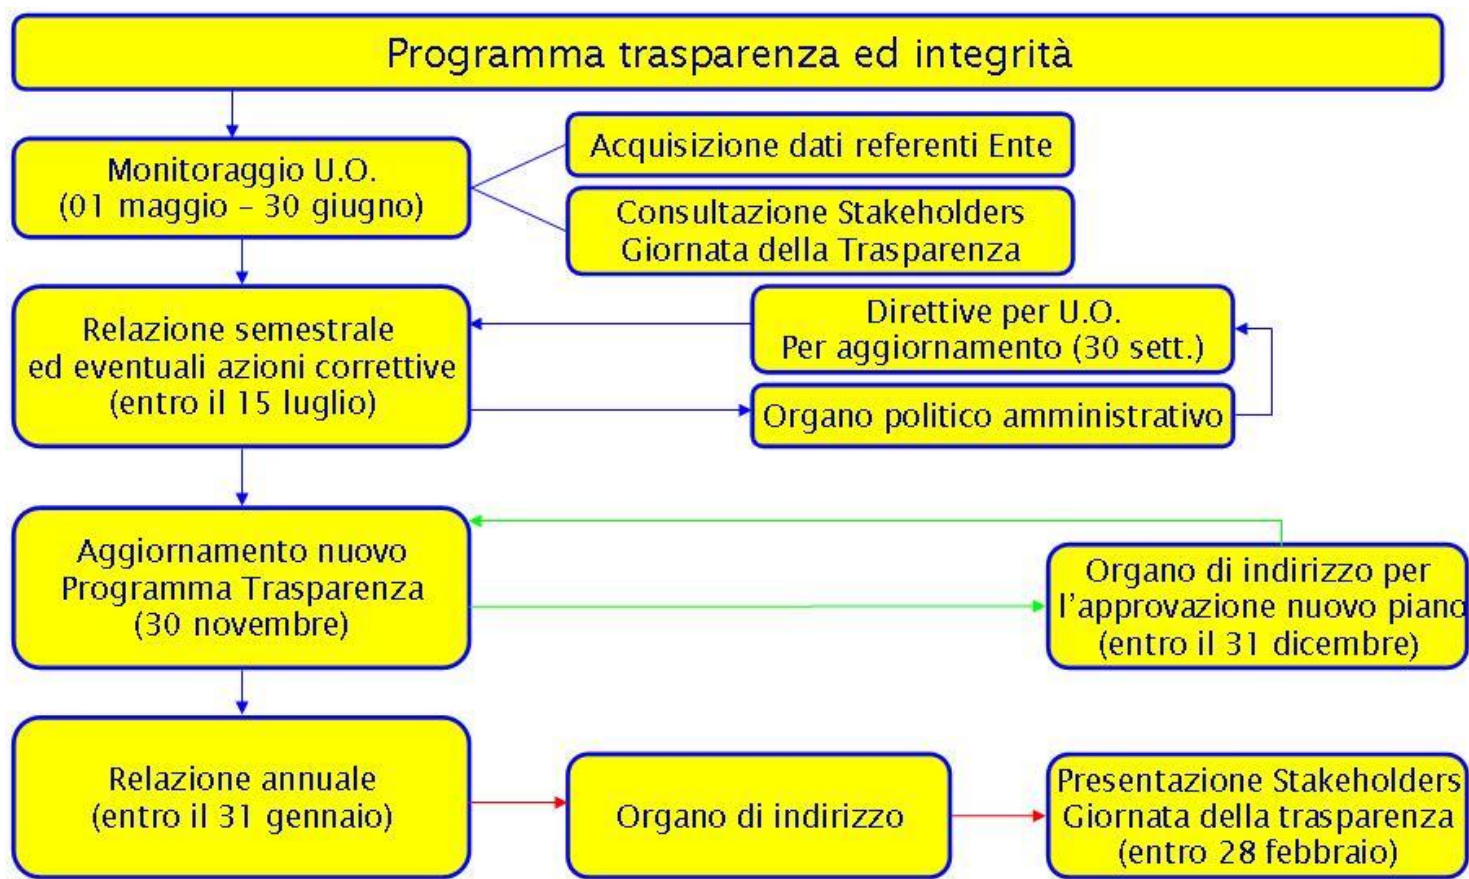 Programma trasparenza ed integrità
Monitoraggio U.O.
(01 maggio – 30 giugno)
Acquisizione dati referenti Ente
Consultazione Stakeholders
Giornata della Trasparenza
Relazione semestrale
ed eventuali azioni correttive
(entro il 15 luglio)
Direttive per U.O.
Per aggiornamento (30 sett.)
Organo politico amministrativo
Aggiornamento nuovo
Programma Trasparenza
(30 novembre)
Organo di indirizzo per
l'approvazione nuovo piano
(entro il 31 dicembre)
Relazione annuale
(entro il 31 gennaio)
Organo di indirizzo
Presentazione Stakeholders
Giornata della trasparenza
(entro 28 febbraio)